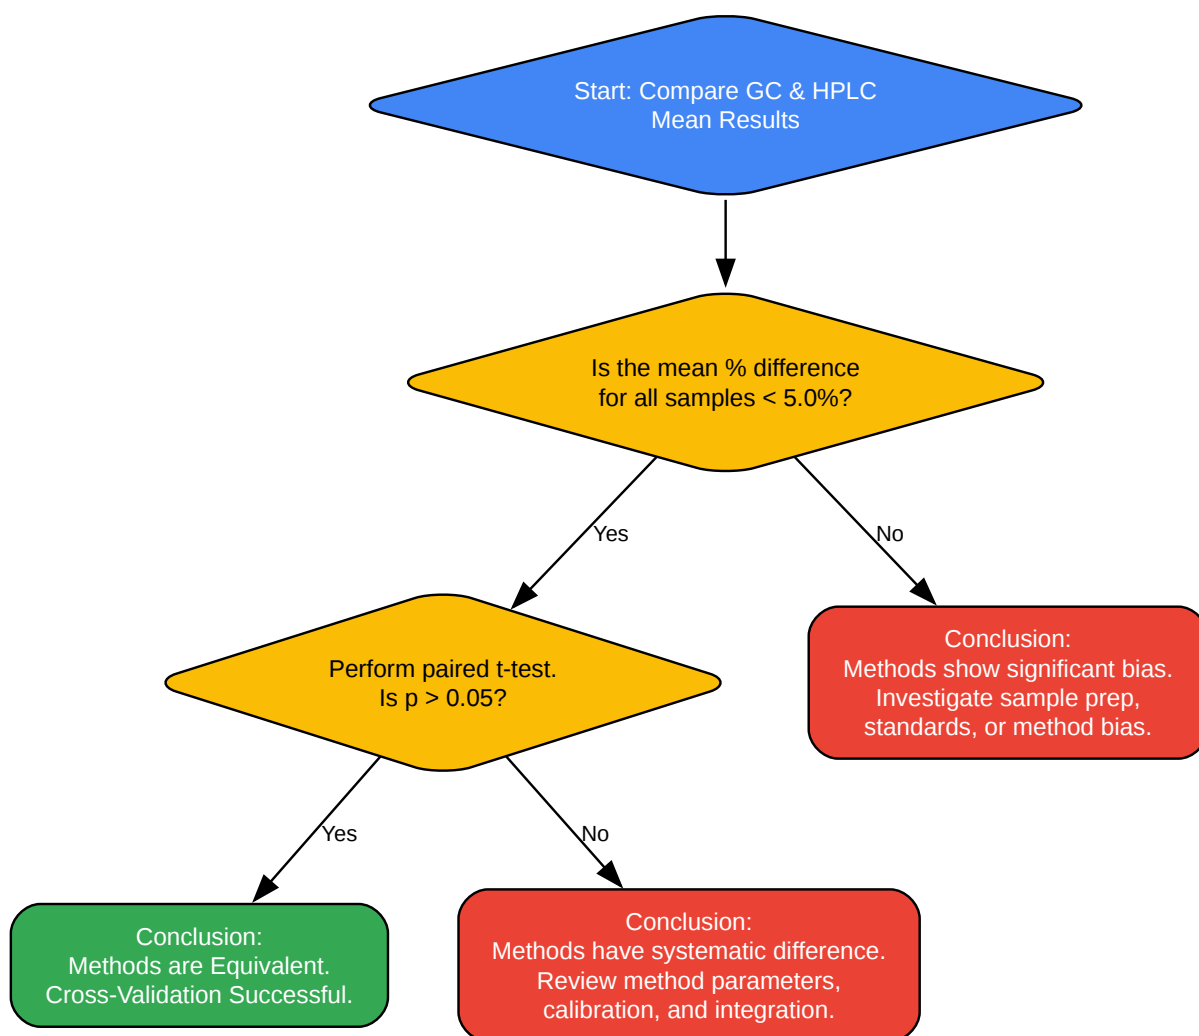 Start: Compare GC & HPLC
Mean Results
Is the mean % difference
for all samples < 5.0%?
Yes
No
Perform paired t-test.
Is p > 0.05?
Conclusion:
Methods show significant bias.
Investigate sample prep,
standards, or method bias.
Yes
No
Conclusion:
Methods are Equivalent.
Cross-Validation Successful.
Conclusion:
Methods have systematic difference.
Review method parameters,
calibration, and integration.